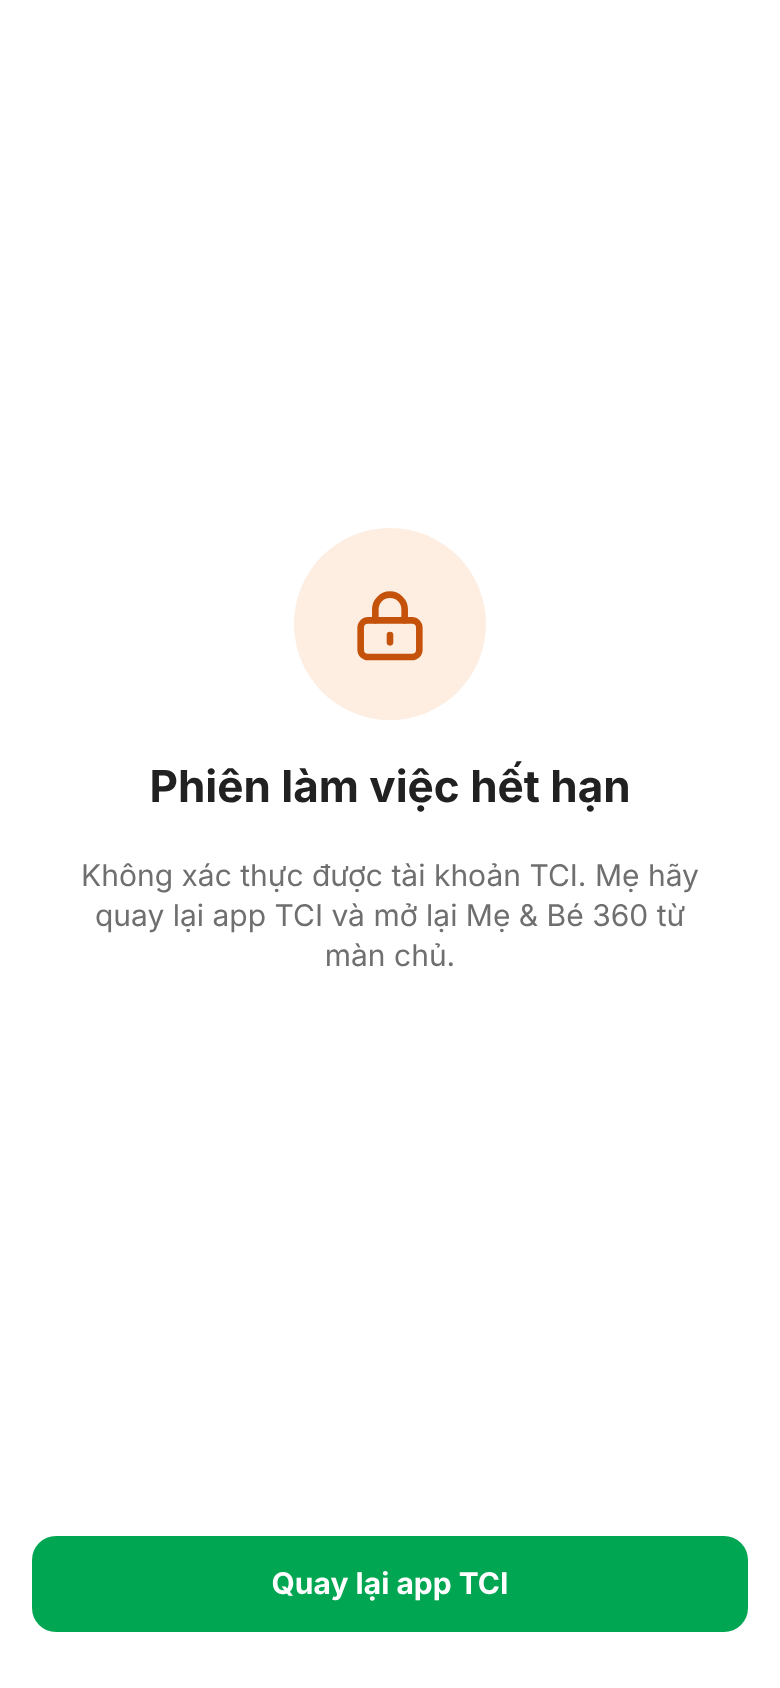 Phiên làm việc hết hạn
Không xác thực được tài khoản TCI. Mẹ hãy
quay lại app TCI và mở lại Mẹ & Bé 360 từ
màn chủ.
Quay lại app TCI